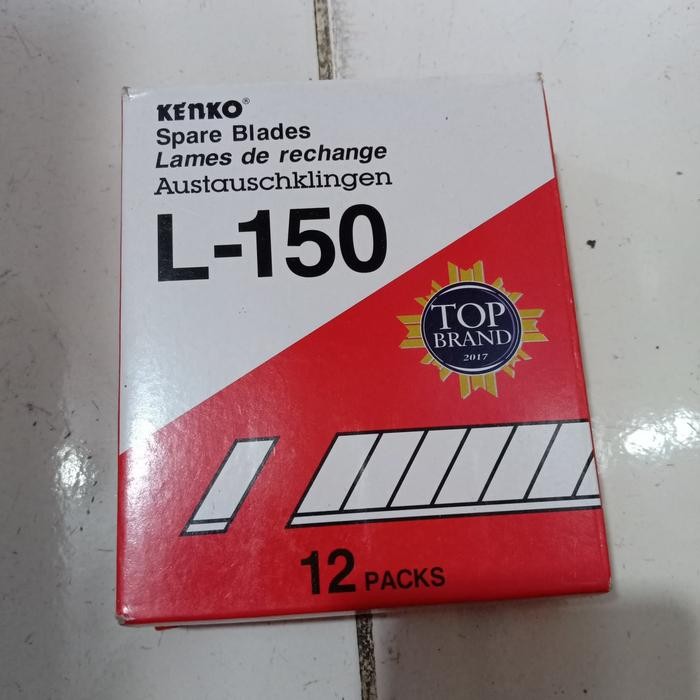 KENKO®
Spare Blades
Lames de rechange
Austauschklingen
L-150
TOP
BRAND
2017
12 PACKS